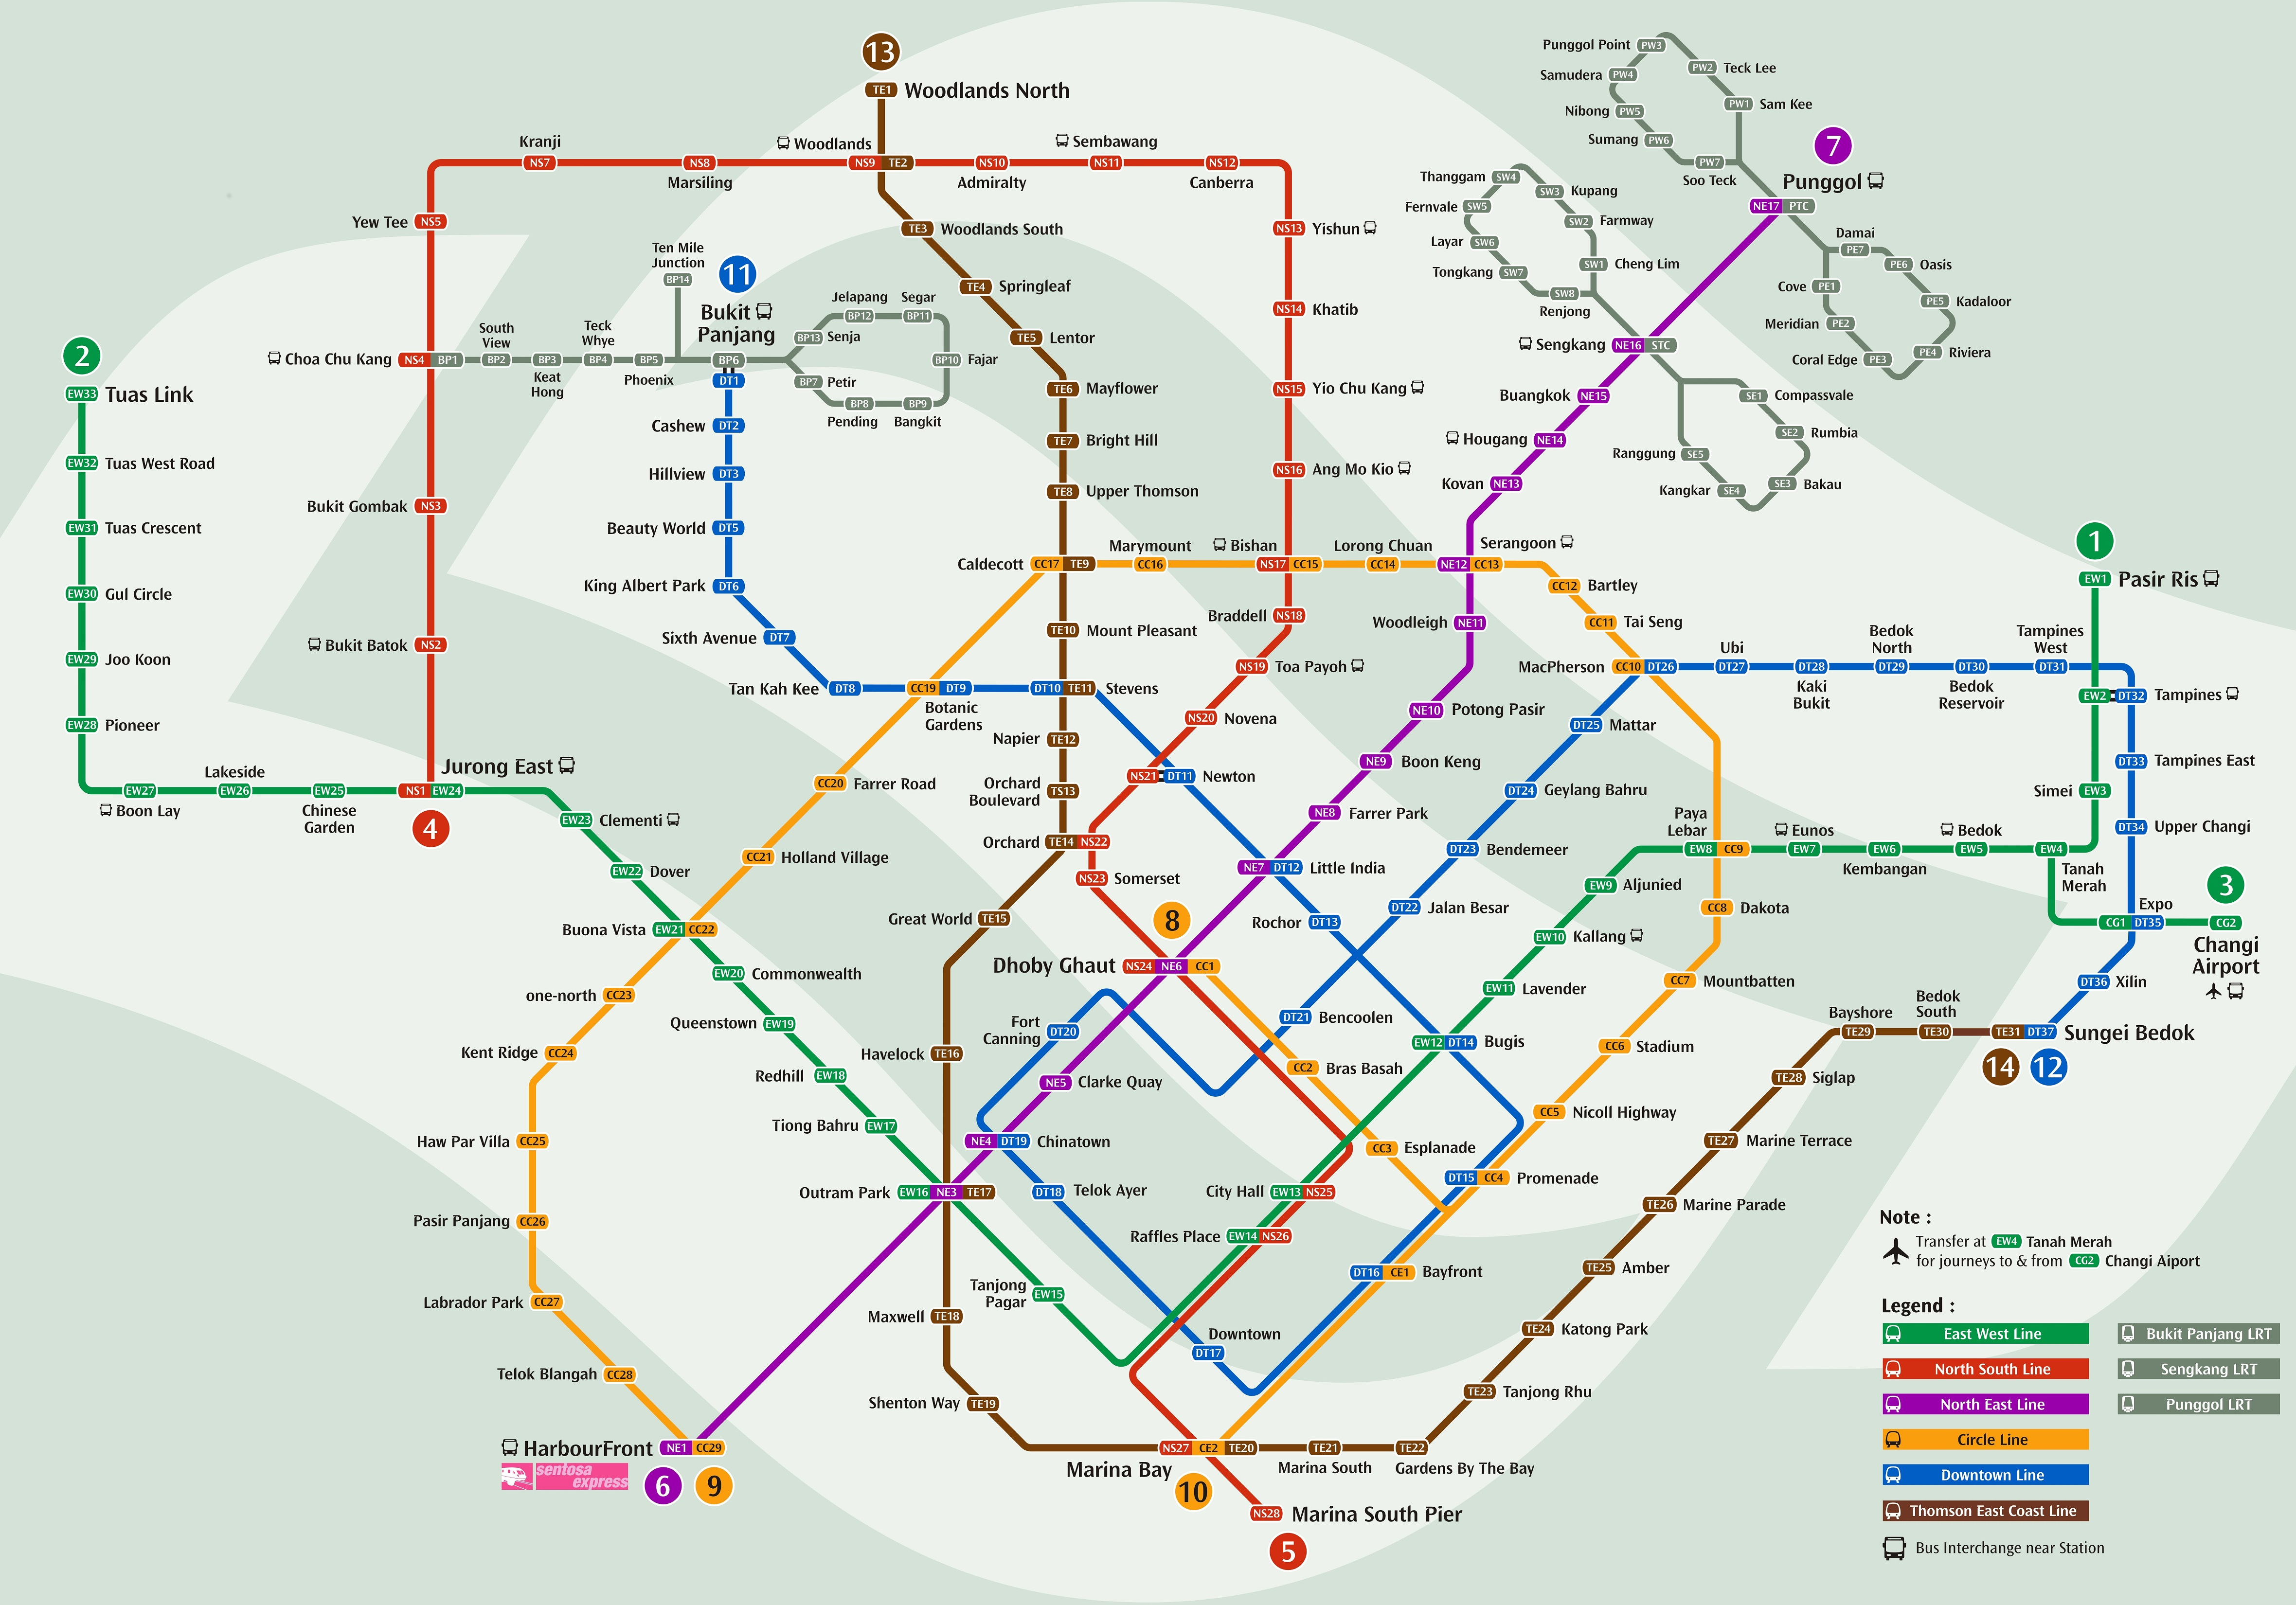 13
TE1 Woodlands North
Kranji
NS7
NS8
Marsiling
Woodlands
NS9 TE2
NS10
Admiralty
Sembawang
NS11
NS12
Canberra
Yew Tee NS5
TE3 Woodlands South
NS13 Yishun
TE4 Springleaf
NS14 Khatib
TE5 Lentor
TE6 Mayflower
NS15 Yio Chu Kang
TE7 Bright Hill
NS16 Ang Mo Kio
TE8 Upper Thomson
Punggol Point PW3
PW2 Teck Lee
Samudera PW4
PW1 Sam Kee
Nibong PW5
Sumang PW6
PW7
Soo Teck
7
Punggol
NE17 PTC
Damai
PE7
PE6 Oasis
Cove PE1
PE5 Kadaloor
Meridian PE2
Coral Edge PE3
PE4 Riviera
Thanggam SW4
SW3 Kupang
Fernvale SW5
SW2 Farmway
Layar SW6
Tongkang SW7
SW1 Cheng Lim
SW8
Renjong
Sengkang NE16 STC
Buangkok NE15
SE1 Compassvale
Hougang NE14
SE2 Rumbia
Ranggung SE5
Kovan NE13
Kangkar SE4
SE3 Bakau
Ten Mile
Junction
BP14
11
Bukit
Panjang
BP6
DT1
Choa Chu Kang NS4 BP1
South
View
BP2
BP3
Keat
Hong
Teck
Whye
BP4
BP5
Phoenix
Jelapang
BP12
Segar
BP11
BP13 Senja
BP10 Fajar
BP7 Petir
BP8
Pending
BP9
Bangkit
2
EW33 Tuas Link
EW32 Tuas West Road
EW31 Tuas Crescent
EW30 Gul Circle
EW29 Joo Koon
EW28 Pioneer
EW27
Boon Lay
Lakeside
EW26
EW25
Chinese
Garden
Bukit Gombak NS3
Bukit Batok NS2
Jurong East
NS1 EW24
4
Cashew DT2
Hillview DT3
Beauty World DT5
King Albert Park DT6
Sixth Avenue DT7
Tan Kah Kee DT8
CC19 DT9
Botanic
Gardens
DT10 TE11 Stevens
Caldecott CC17 TE9
Marymount
CC16
Bishan
NS17 CC15
Lorong Chuan
CC14
Serangoon
NE12 CC13
CC12 Bartley
CC11 Tai Seng
MacPherson CC10 DT26
Ubi
DT27
DT28
Kaki
Bukit
Bedok
North
DT29
DT30
Bedok
Reservoir
Tampines
West
DT31
1
EW1 Pasir Ris
EW2 DT32 Tampines
DT33 Tampines East
Simei EW3
DT34 Upper Changi
Braddell NS18
Woodleigh NE11
TE10 Mount Pleasant
NS19 Toa Payoh
NS20 Novena
NE10 Potong Pasir
DT25 Mattar
Napier TE12
NE9 Boon Keng
NS21 DT11 Newton
Orchard
Boulevard TS13
DT24 Geylang Bahru
CC20 Farrer Road
NE8 Farrer Park
EW23 Clementi
Orchard TE14 NS22
DT23 Bendemeer
Paya
Lebar
EW8 CC9
Eunos
EW7
EW6
Kembangan
Bedok
EW5
EW4
Tanah
Merah
3
CC21 Holland Village
EW22 Dover
NE7 DT12 Little India
NS23 Somerset
EW9 Aljunied
Great World TE15
8
Rochor DT13
DT22 Jalan Besar
CC8 Dakota
Expo
CG1 DT35
CG2
Changi
Airport
Buona Vista EW21 CC22
EW10 Kallang
Dhoby Ghaut NS24 NE6 CC1
EW20 Commonwealth
CC7 Mountbatten
DT36 Xilin
one-north CC23
EW11 Lavender
Queenstown EW19
Fort
Canning
DT20
DT21 Bencoolen
Bayshore
TE29
Bedok
South
TE30
TE31 DT37 Sungei Bedok
14
12
Kent Ridge CC24
Havelock TE16
EW12 DT14 Bugis
CC6 Stadium
Redhill EW18
NE5 Clarke Quay
CC2 Bras Basah
TE28 Siglap
Tiong Bahru EW17
CC5 Nicoll Highway
Haw Par Villa CC25
NE4 DT19 Chinatown
CC3 Esplanade
TE27 Marine Terrace
DT15 CC4 Promenade
Outram Park EW16 NE3 TE17
DT18 Telok Ayer
City Hall EW13 NS25
TE26 Marine Parade
Pasir Panjang CC26
Raffles Place EW14 NS26
DT16 CE1 Bayfront
TE25 Amber
Labrador Park CC27
Tanjong
Pagar
EW15
Maxwell TE18
Downtown
DT17
TE24 Katong Park
Telok Blangah CC28
Shenton Way TE19
TE23 Tanjong Rhu
HarbourFront NE1 CC29
sentosa
express
6
9
NS27 CE2 TE20
Marina Bay
10
TE21
Marina South
TE22
Gardens By The Bay
NS28 Marina South Pier
5
Note :
Transfer at EW4 Tanah Merah
for journeys to & from CG2 Changi Aiport
Legend :
East West Line
Bukit Panjang LRT
North South Line
Sengkang LRT
North East Line
Punggol LRT
Circle Line
Downtown Line
Thomson East Coast Line
Bus Interchange near Station